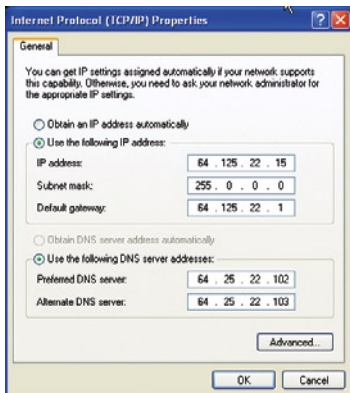 Internet Protocol (TCP/IP) Properties
General
You can get IP settings assigned automatically if your network supports
this capability. Otherwise, you need to ask your network administrator for
the appropriate IP settings.
Obtain an IP address automatically
Use the following IP address:
IP address: 64 . 125 . 22 . 15
Subnet mask: 255 . 0 . 0 . 0
Default gateway: 64 . 125 . 22 . 1
Obtain DNS server address automatically
Use the following DNS server addresses:
Preferred DNS server: 64 . 25 . 22 . 102
Alternate DNS server: 64 . 25 . 22 . 103
Advanced...
OK Cancel